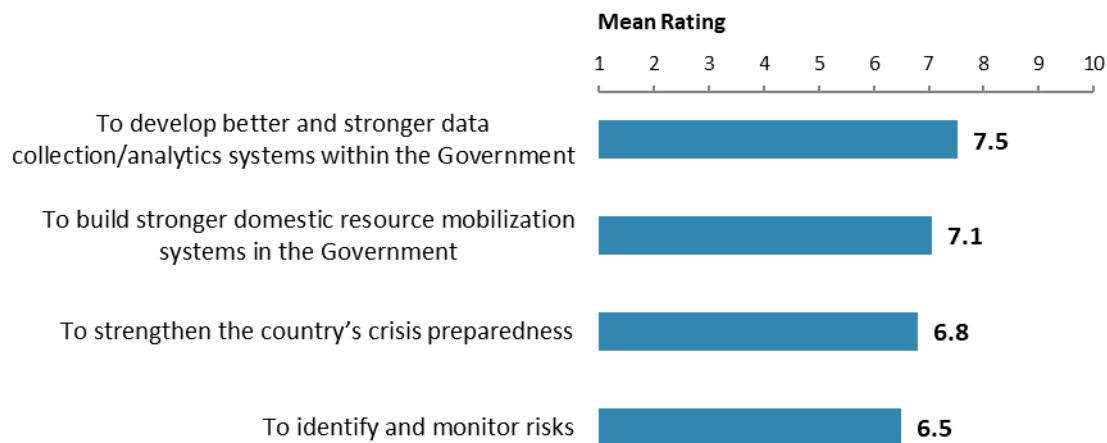 Mean Rating
1 2 3 4 5 6 7 8 9 10
To develop better and stronger data
collection/analytics systems within the Government
7.5
To build stronger domestic resource mobilization
systems in the Government
7.1
To strengthen the country’s crisis preparedness
6.8
To identify and monitor risks
6.5